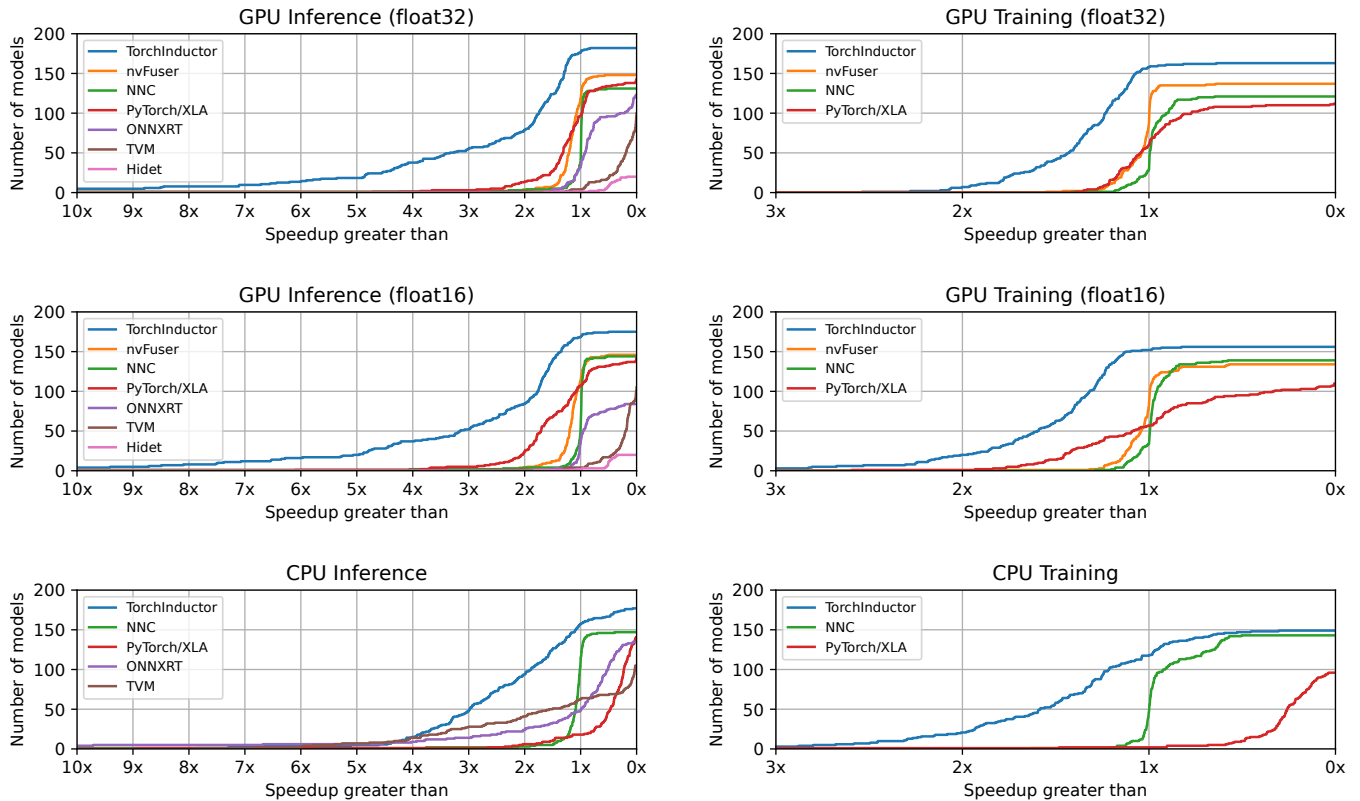 GPU Inference (float32)
Number of models
200
150
100
50
0
TorchInductor
nvFuser
NNC
PyTorch/XLA
ONNXRT
TVM
Hidet
10x 9x 8x 7x 6x 5x 4x 3x 2x 1x 0x
Speedup greater than
GPU Training (float32)
Number of models
200
150
100
50
0
TorchInductor
nvFuser
NNC
PyTorch/XLA
3x 2x 1x 0x
Speedup greater than
GPU Inference (float16)
Number of models
200
150
100
50
0
TorchInductor
nvFuser
NNC
PyTorch/XLA
ONNXRT
TVM
Hidet
10x 9x 8x 7x 6x 5x 4x 3x 2x 1x 0x
Speedup greater than
GPU Training (float16)
Number of models
200
150
100
50
0
TorchInductor
nvFuser
NNC
PyTorch/XLA
3x 2x 1x 0x
Speedup greater than
CPU Inference
Number of models
200
150
100
50
0
TorchInductor
NNC
PyTorch/XLA
ONNXRT
TVM
10x 9x 8x 7x 6x 5x 4x 3x 2x 1x 0x
Speedup greater than
CPU Training
Number of models
200
150
100
50
0
TorchInductor
NNC
PyTorch/XLA
3x 2x 1x 0x
Speedup greater than